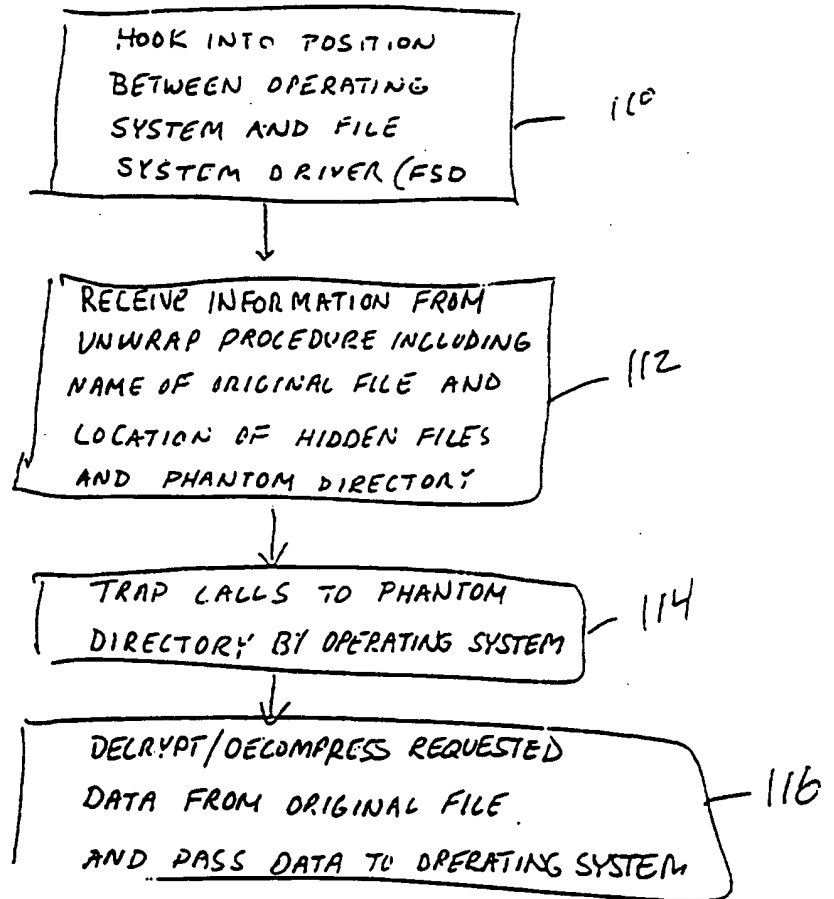 HOOK INTO POSITION
BETWEEN OPERATING
SYSTEM AND FILE
SYSTEM DRIVER (FSD
110
RECEIVE INFORMATION FROM
UNWRAP PROCEDURE INCLUDING
NAME OF ORIGINAL FILE AND
LOCATION OF HIDDEN FILES
AND PHANTOM DIRECTORY
112
TRAP CALLS TO PHANTOM
DIRECTORY BY OPERATING SYSTEM
114
DECRYPT/DECOMPRESS REQUESTED
DATA FROM ORIGINAL FILE
AND PASS DATA TO OPERATING SYSTEM
116